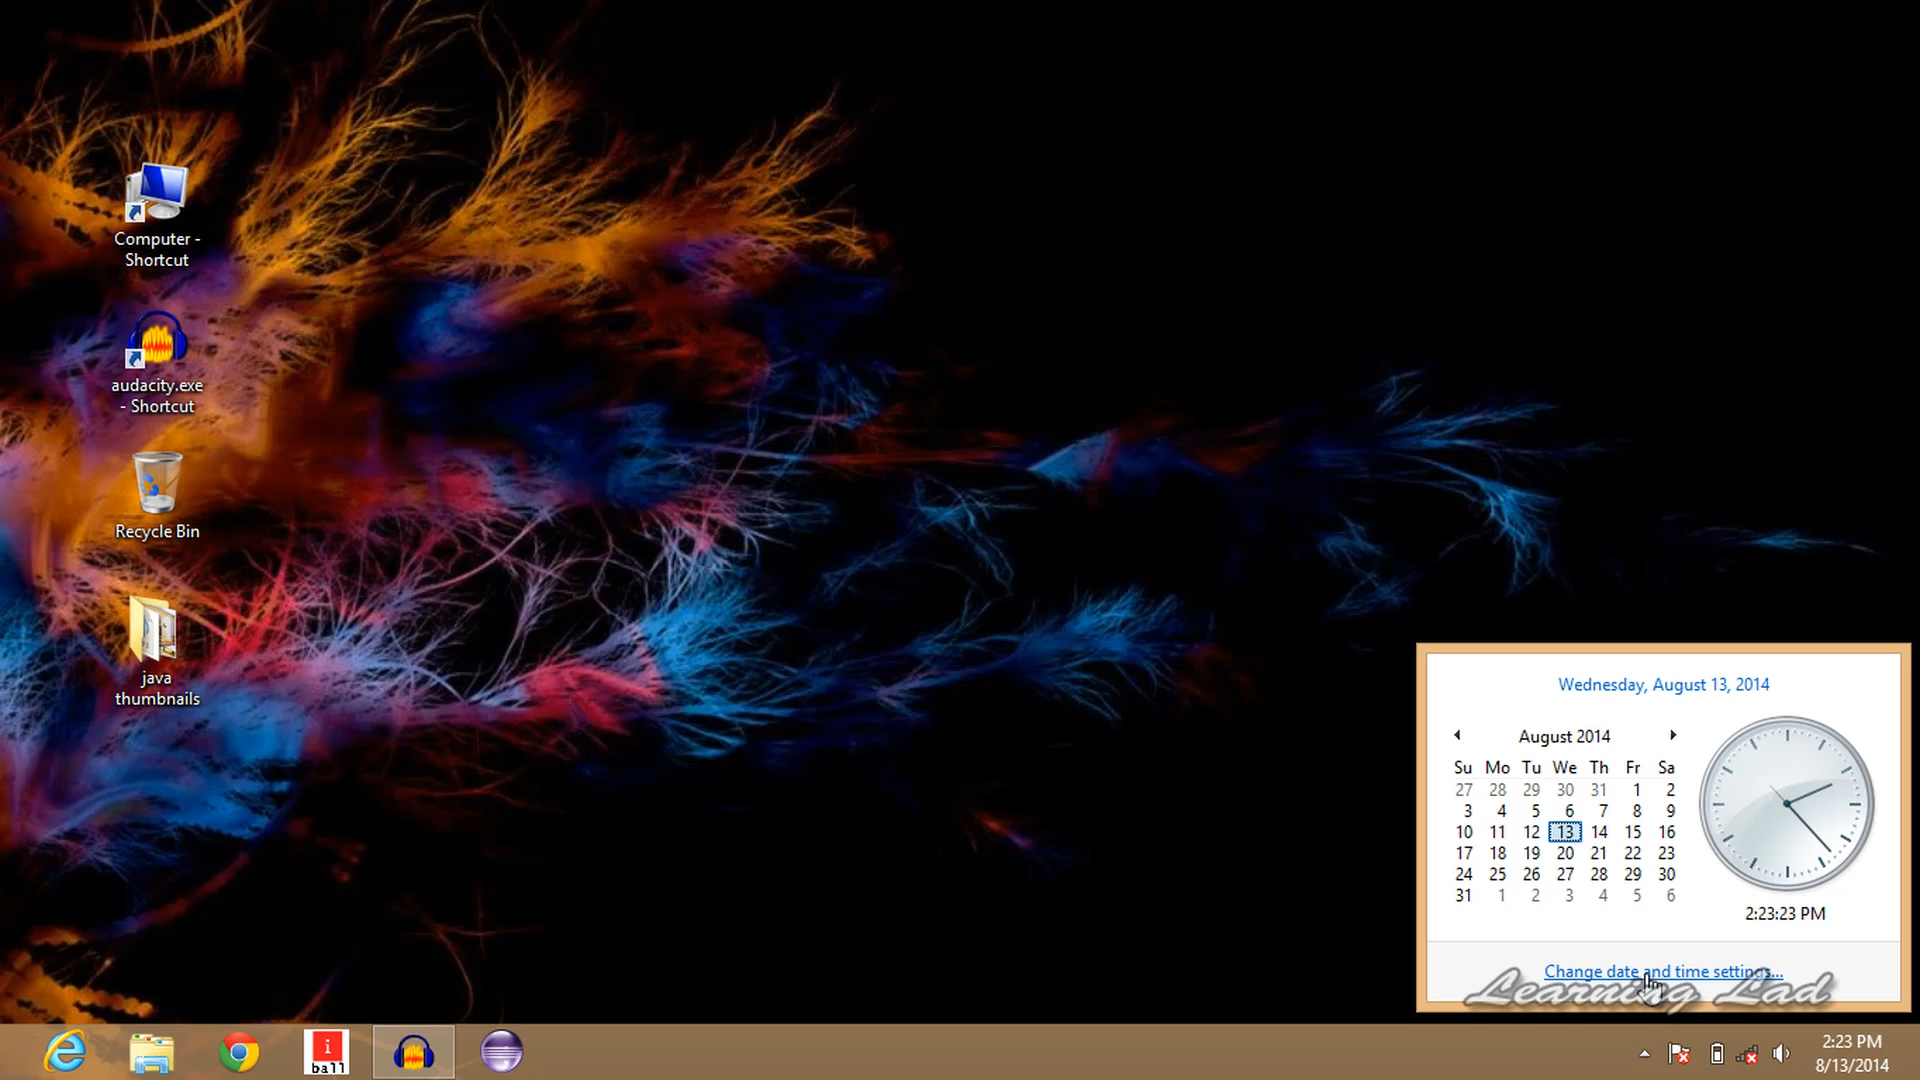 Computer -
Shortcut
audacity.exe
- Shortcut
Recycle Bin
java
thumbnails
Wednesday, August 13, 2014
August 2014
Su Mo Tu We Th Fr Sa
27 28 29 30 31 1 2
3 4 5 6 7 8 9
10 11 12 13 14 15 16
17 18 19 20 21 22 23
24 25 26 27 28 29 30
31 1 2 3 4 5 6
2:23:23 PM
Change date and time settings...
Learning Lad
i
ball
2:23 PM
8/13/2014